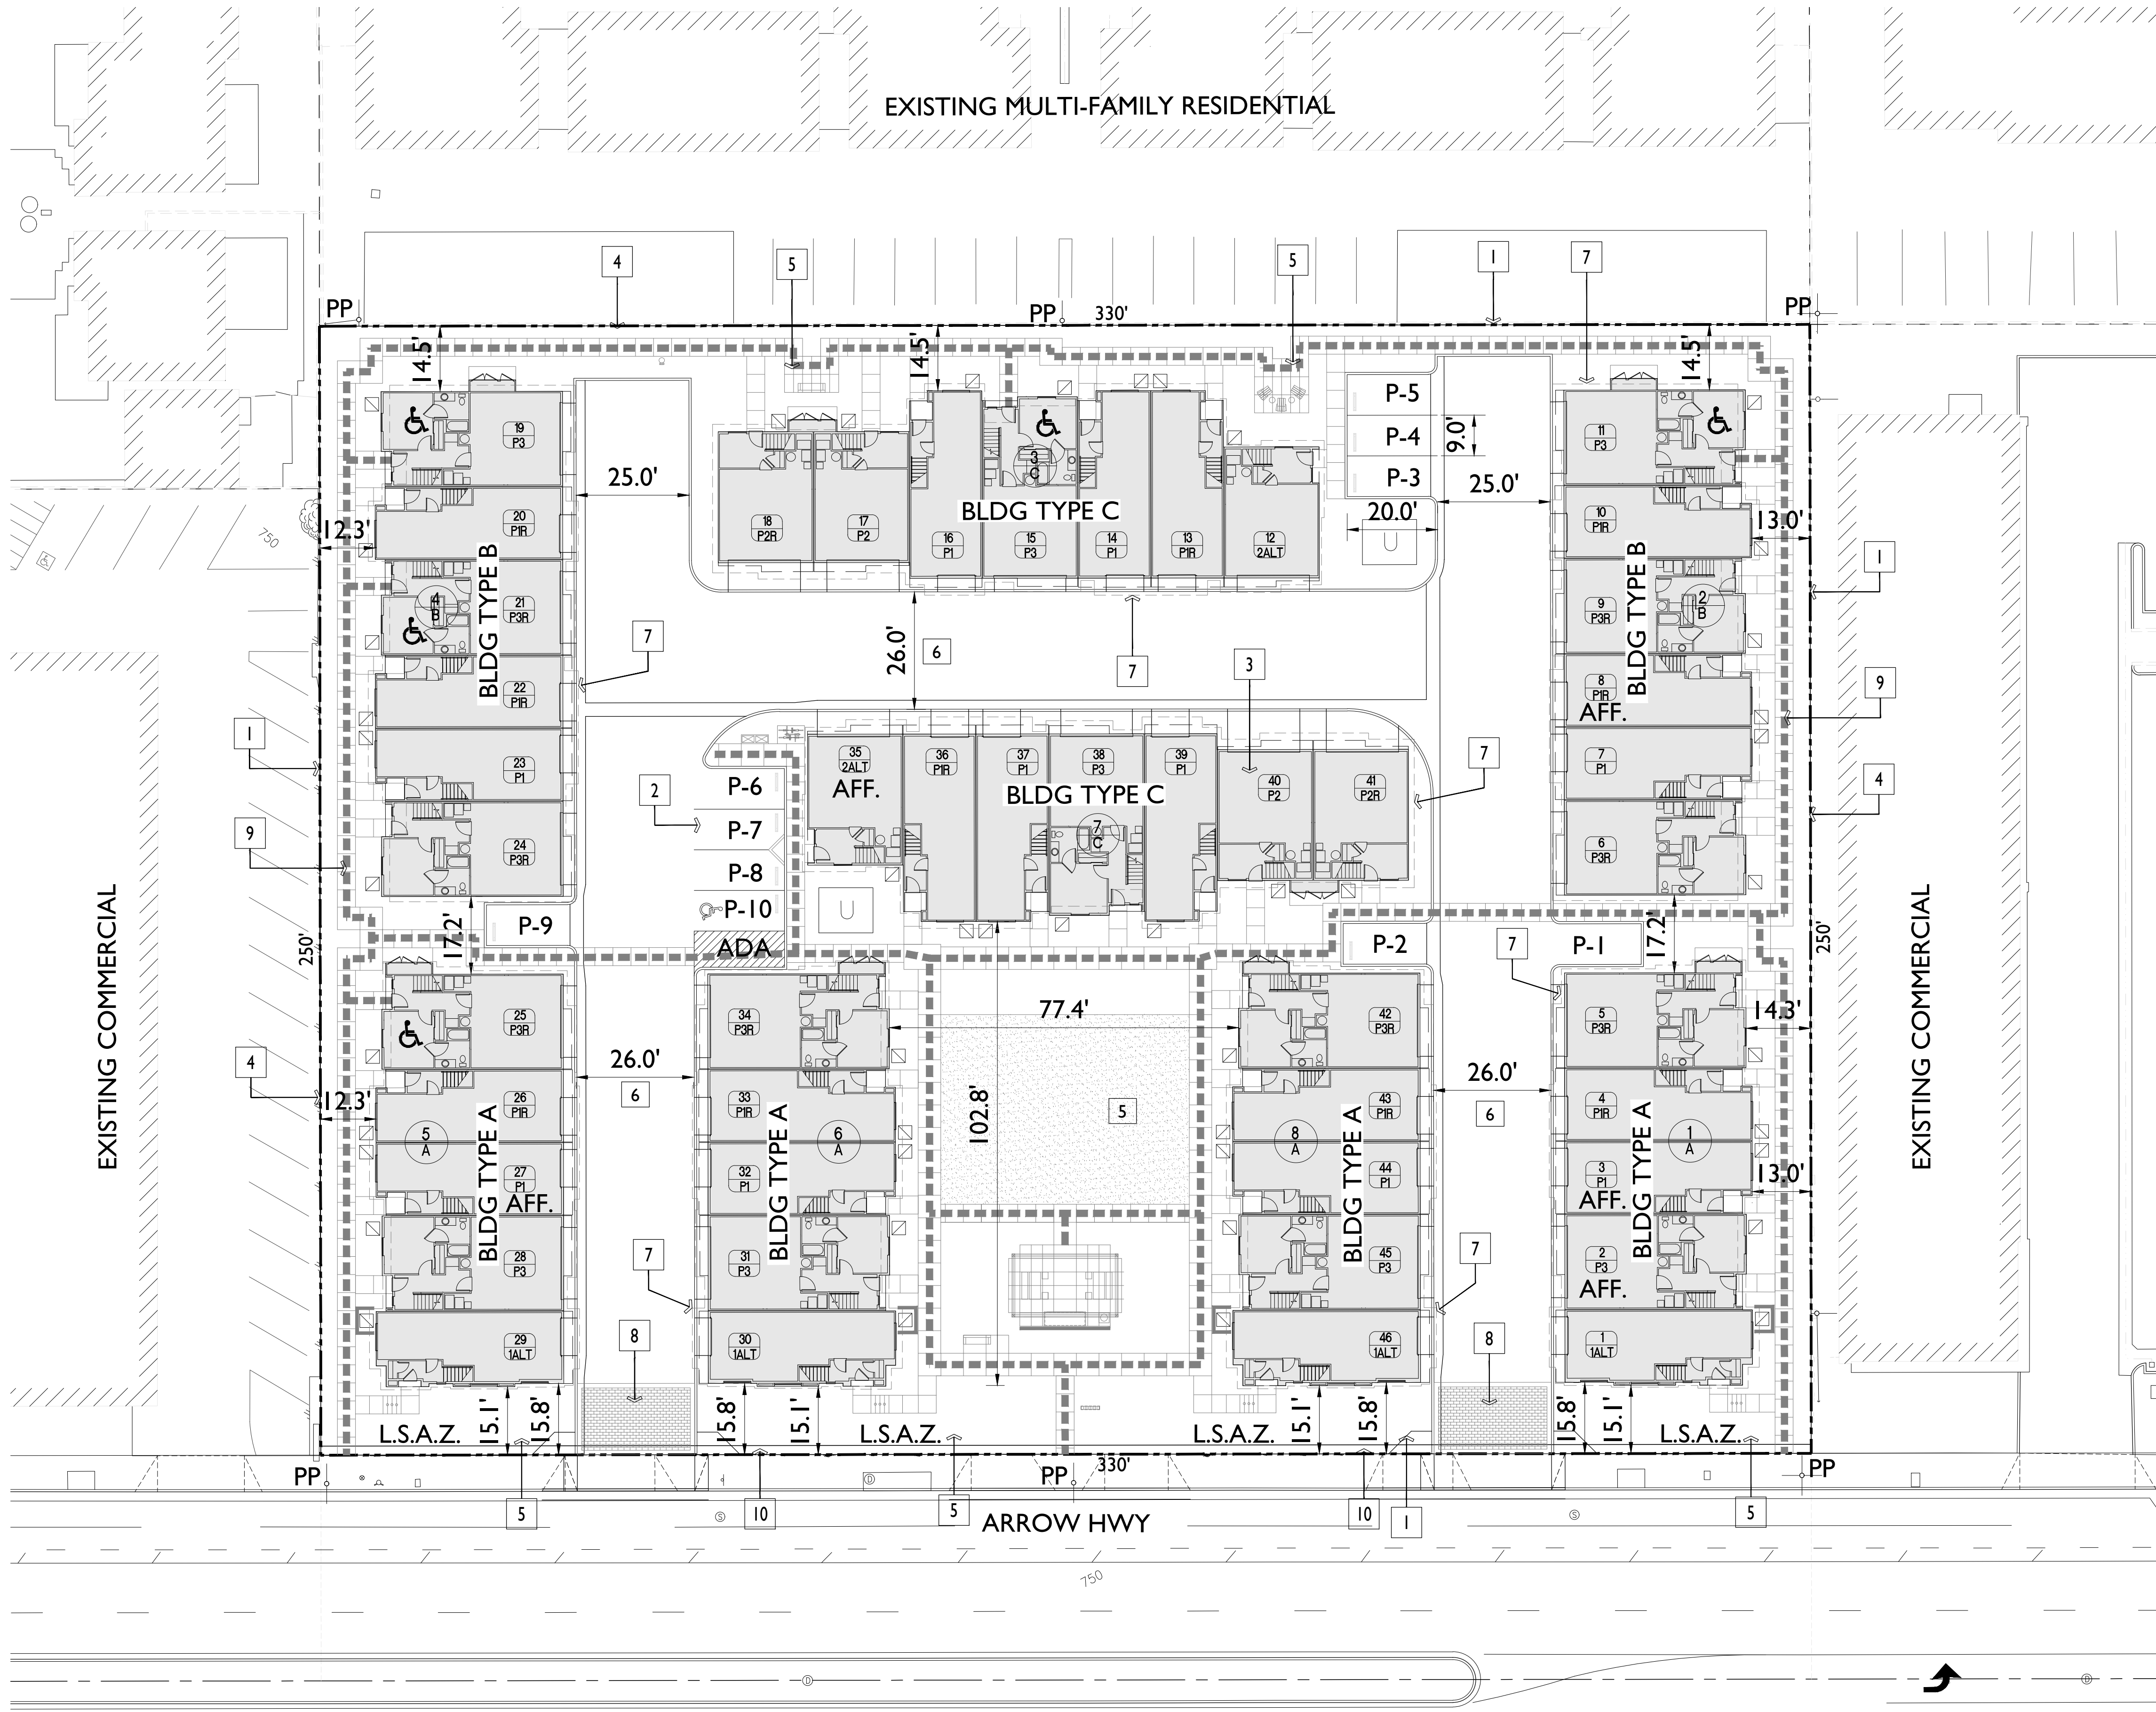 EXISTING MULTI-FAMILY RESIDENTIAL
4
5
5
1
7
PP
PP
330'
PP
14.5'
14.5'
14.5'
19
P3
P-5
P-4
P-3
9.0'
11
P3
25.0'
25.0'
3
C
BLDG TYPE C
20.0'
12.3'
20
P1R
18
P2R
17
P2
16
P1
15
P3
14
P1
13
P1R
12
2ALT
10
P1R
13.0'
750
4
B
21
P3R
BLDG TYPE B
7
26.0'
6
7
3
9
P3R
2
B
BLDG TYPE B
1
22
P1R
8
P1R
AFF.
9
1
23
P1
2
P-6
P-7
P-8
P-10
ADA
35
2ALT
AFF.
36
P1R
37
P1
38
P3
39
P1
BLDG TYPE C
7
C
40
P2
41
P2R
7
7
P1
4
9
24
P3R
6
P3R
P-9
17.2'
P-2
7
P-1
17.2'
EXISTING COMMERCIAL
250'
250'
EXISTING COMMERCIAL
25
P3R
34
P3R
77.4'
42
P3R
5
P3R
14.3'
4
12.3'
26.0'
6
26.0'
6
26
P1R
33
P1R
102.8'
5
43
P1R
4
P1R
5
A
BLDG TYPE A
6
A
BLDG TYPE A
8
A
BLDG TYPE A
1
A
BLDG TYPE A
27
P1
AFF.
32
P1
44
P1
3
P1
AFF.
13.0'
28
P3
7
31
P3
45
P3
7
2
P3
AFF.
29
1ALT
8
30
1ALT
46
1ALT
8
1
1ALT
15.1'
15.8'
15.8'
15.1'
15.1'
15.8'
15.8'
15.1'
L.S.A.Z.
L.S.A.Z.
L.S.A.Z.
L.S.A.Z.
PP
PP
330'
PP
5
10
5
10
1
5
D
S
S
ARROW HWY
750
D
D